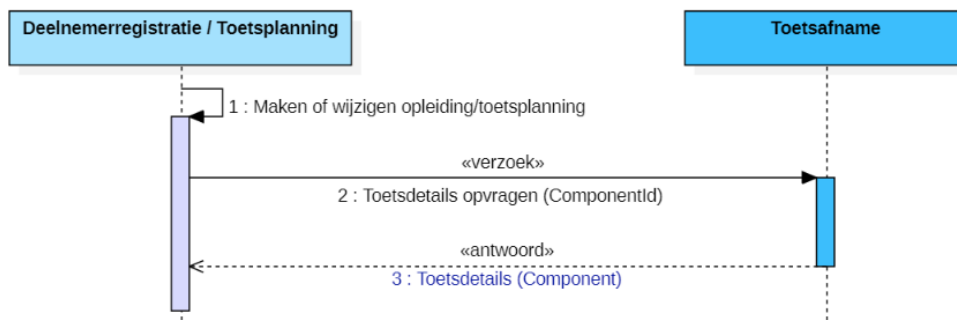 Deelnemerregistratie / Toetsplanning
Toetsafname
1 : Maken of wijzigen opleiding/toetsplanning
«verzoek»
2 : Toetsdetails opvragen (ComponentId)
«antwoord»
3 : Toetsdetails (Component)